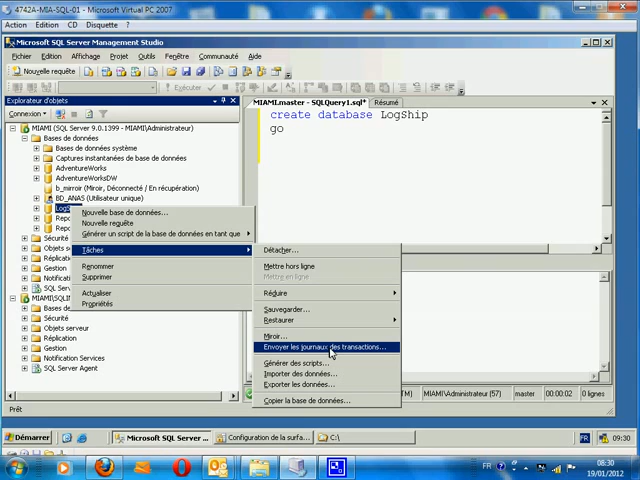 4742A-MIA-SQL-01 - Microsoft Virtual PC 2007
Action Edition CD Disquette ?
Microsoft SQL Server Management Studio
Fichier Edition Affichage Projet Outils Fenêtre Communauté Aide
Nouvelle requête
Exécuter
Explorateur d'objets
Connexion
MIAMI (SQL Server 9.0.1399 - MIAMI\Administrateur)
Bases de données
Bases de données système
Captures instantanées de base de données
AdventureWorks
AdventureWorksDW
b_mirroir (Miroir, Déconnecté / En récupération)
BD_ANAS (Utilisateur unique)
LogS
Repo
Repo
Sécurité
Objets s
Réplicati
Gestion
Notificati
SQL Serv
MIAMI\SQLIN
Bases de
Sécurité
Objets serveur
Réplication
Gestion
Notification Services
SQL Server Agent
MIAMI.master - SQLQuery1.sql* Résumé
create database LogShip
go
Nouvelle base de données...
Nouvelle requête
Générer un script de la base de données en tant que
Tâches
Renommer
Supprimer
Actualiser
Propriétés
Détacher...
Mettre hors ligne
Mettre en ligne
Réduire
Sauvegarder...
Restaurer
Miroir...
Envoyer les journaux des transactions...
Générer des scripts...
Importer des données...
Exporter les données...
Copier la base de données...
TM) MIAMI\Administrateur (57) master 00:00:02 0 lignes
Prêt
Démarrer Microsoft SQL Server ... Configuration de la surfa... C:\ FR 09:30
FR 08:30
19/01/2012